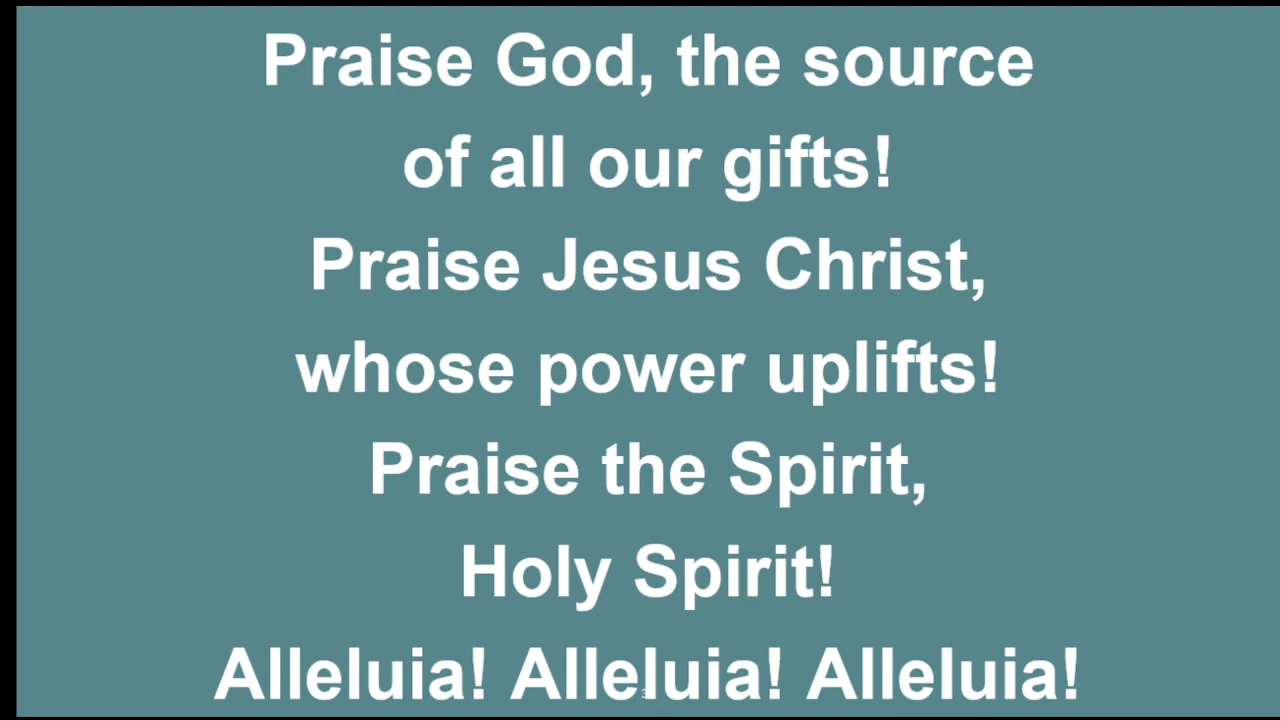 Praise God, the source
of all our gifts!
Praise Jesus Christ,
whose power uplifts!
Praise the Spirit,
Holy Spirit!
Alleluia! Alleluia! Alleluia!